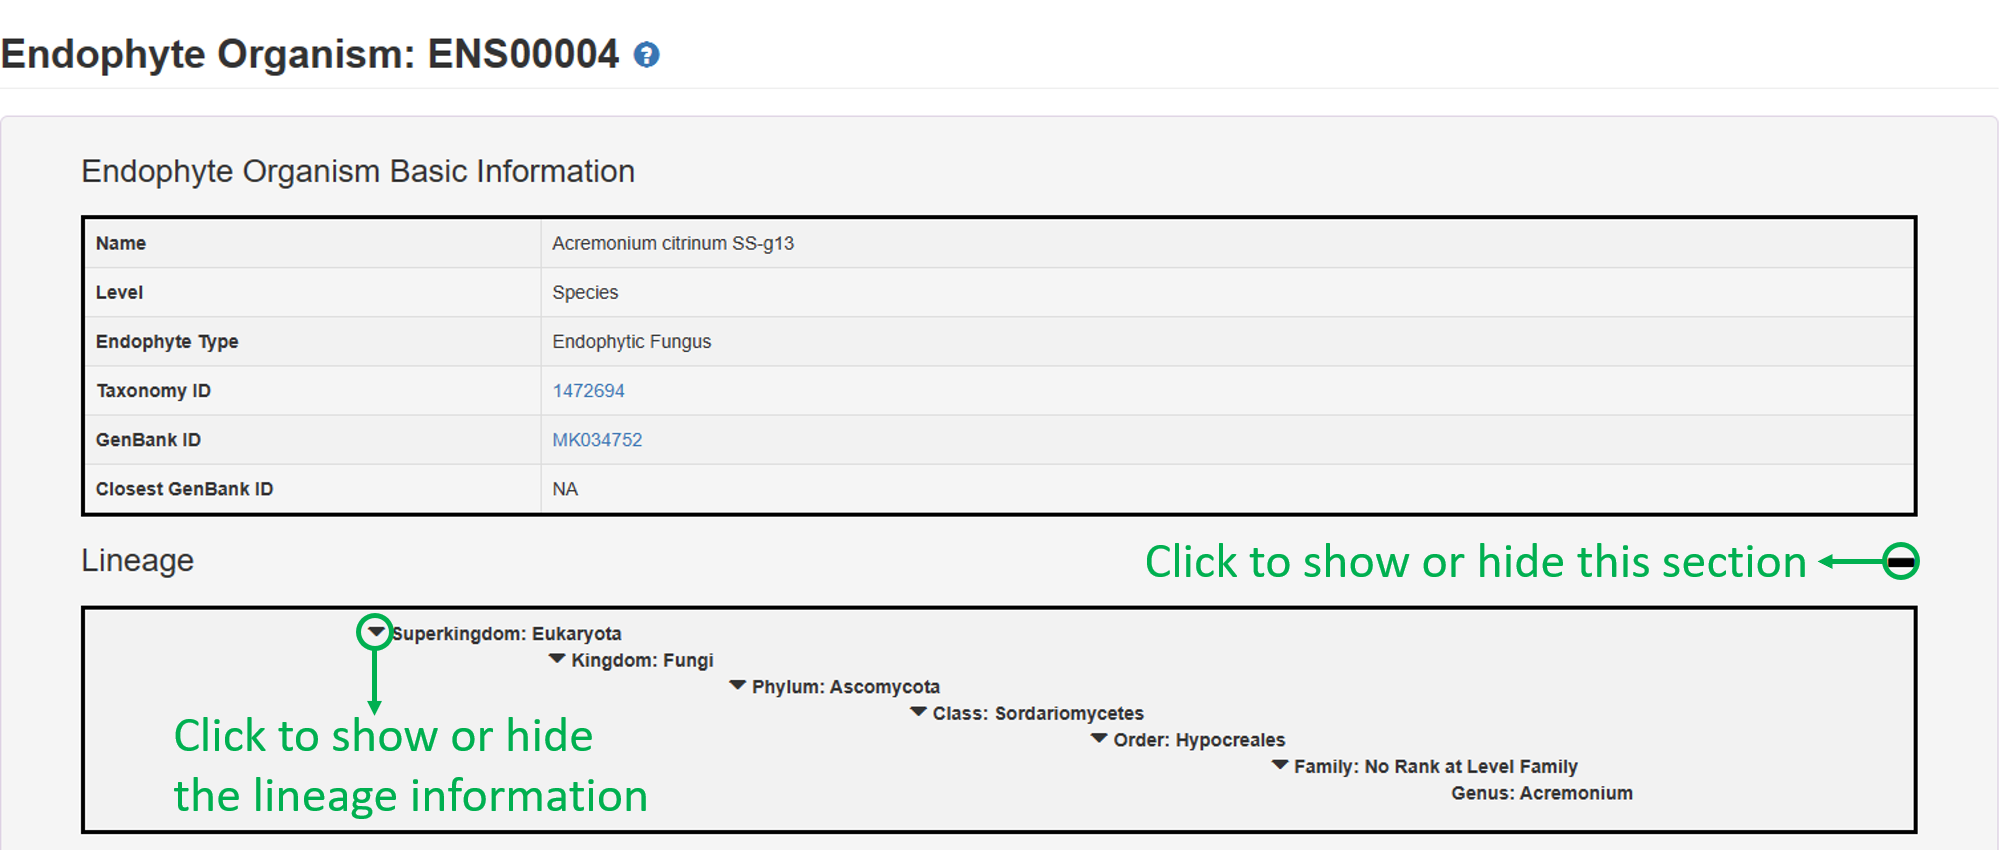 Endophyte Organism: ENS00004 ?
Endophyte Organism Basic Information
Name Acremonium citrinum SS-g13
Level Species
Endophyte Type Endophytic Fungus
Taxonomy ID 1472694
GenBank ID MK034752
Closest GenBank ID NA
Lineage
Click to show or hide this section
Superkingdom: Eukaryota
Kingdom: Fungi
Phylum: Ascomycota
Class: Sordariomycetes
Order: Hypocreales
Family: No Rank at Level Family
Genus: Acremonium
Click to show or hide
the lineage information